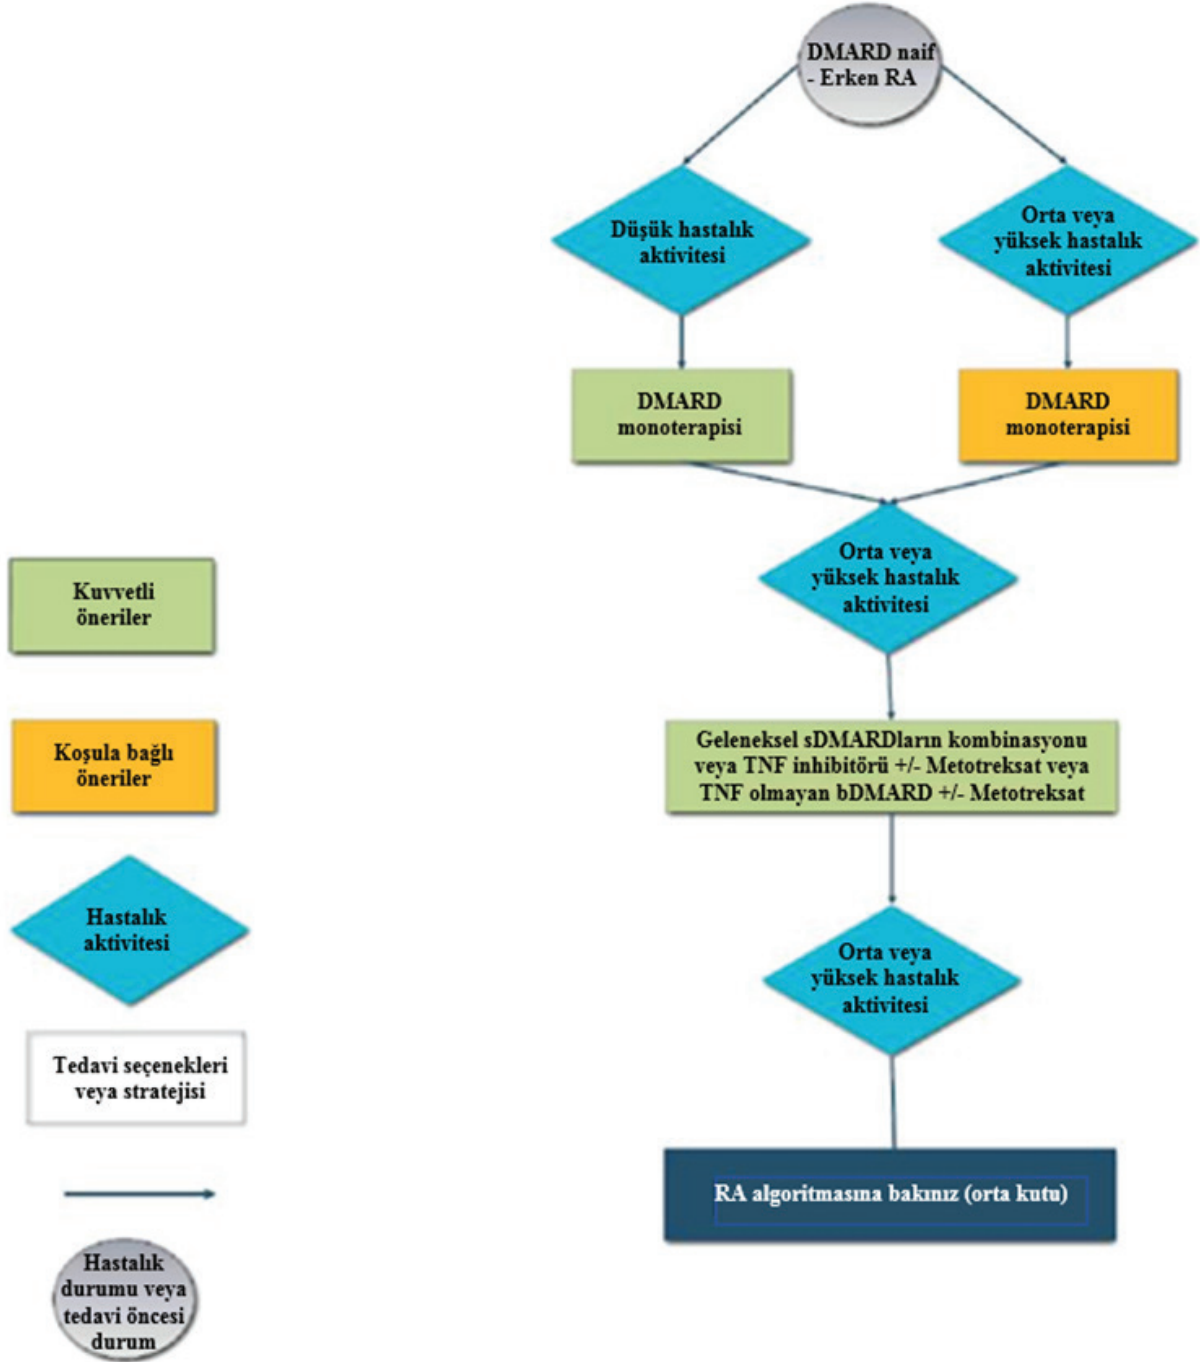 DMARD naif
- Erken RA
Düşük hastalık
aktivitesi
Orta veya
yüksek hastalık
aktivitesi
DMARD
monoterapisi
DMARD
monoterapisi
Orta veya
yüksek hastalık
aktivitesi
Geleneksel sDMARDların kombinasyonu
veya TNF inhibitörü +/- Metotreksat veya
TNF olmayan bDMARD +/- Metotreksat
Orta veya
yüksek hastalık
aktivitesi
RA algoritmasına bakınız (orta kutu)
Kuvvetli
öneriler
Koşula bağlı
öneriler
Hastalık
aktivitesi
Tedavi seçenekleri
veya stratejisi
Hastalık
durumu veya
tedavi öncesi
durum